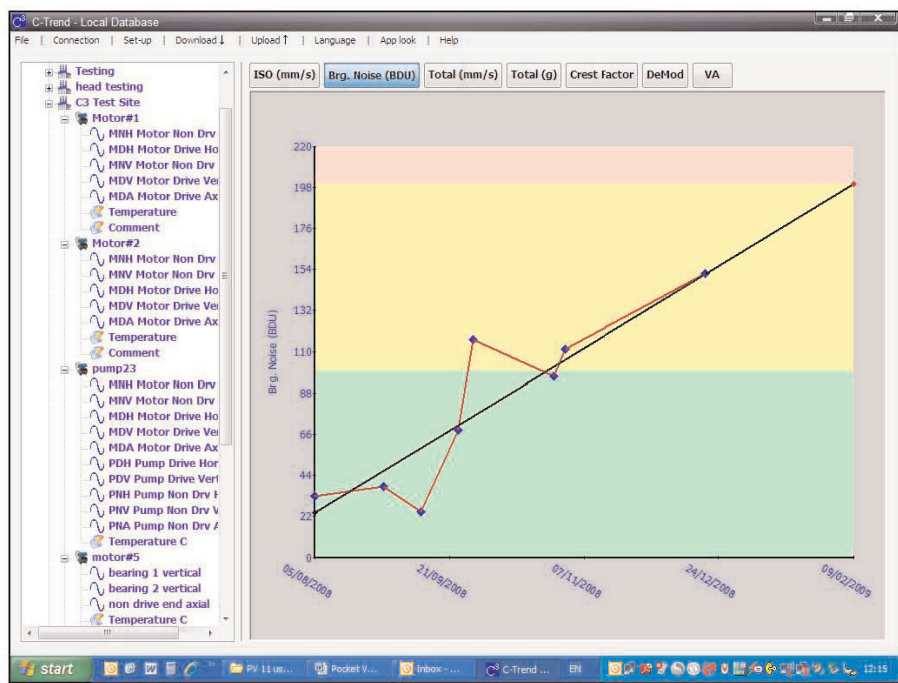 C-Trend - Local Database
File | Connection | Set-up | Download↓ | Upload↑ | Language | App look | Help
Testing
head testing
C3 Test Site
Motor#1
MNH Motor Non Drv
MDH Motor Drive Ho
MNV Motor Non Drv
MDV Motor Drive Ver
MDA Motor Drive Ax
Temperature
Comment
Motor#2
MNH Motor Non Drv
MNV Motor Non Drv
MDH Motor Drive Ho
MDV Motor Drive Ver
MDA Motor Drive Ax
Temperature
Comment
pump23
MNH Motor Non Drv
MNV Motor Non Drv
MDH Motor Drive Ho
MDV Motor Drive Ver
MDA Motor Drive Ax
PDH Pump Drive Hor
PDV Pump Drive Vert
PNH Pump Non Drv H
PNV Pump Non Drv V
PNA Pump Non Drv A
Temperature C
motor#5
bearing 1 vertical
bearing 2 vertical
non drive end axial
Temperature C
ISO (mm/s) Brg. Noise (BDU) Total (mm/s) Total (g) Crest Factor DeMod VA
Brg. Noise (BDU)
220
198
176
154
132
110
88
66
44
22
0
05/08/2008 21/09/2008 07/11/2008 24/12/2008 09/02/2009
start PV 11 us... Pocket V... Inbox - ... C-Trend ... EN 12:15